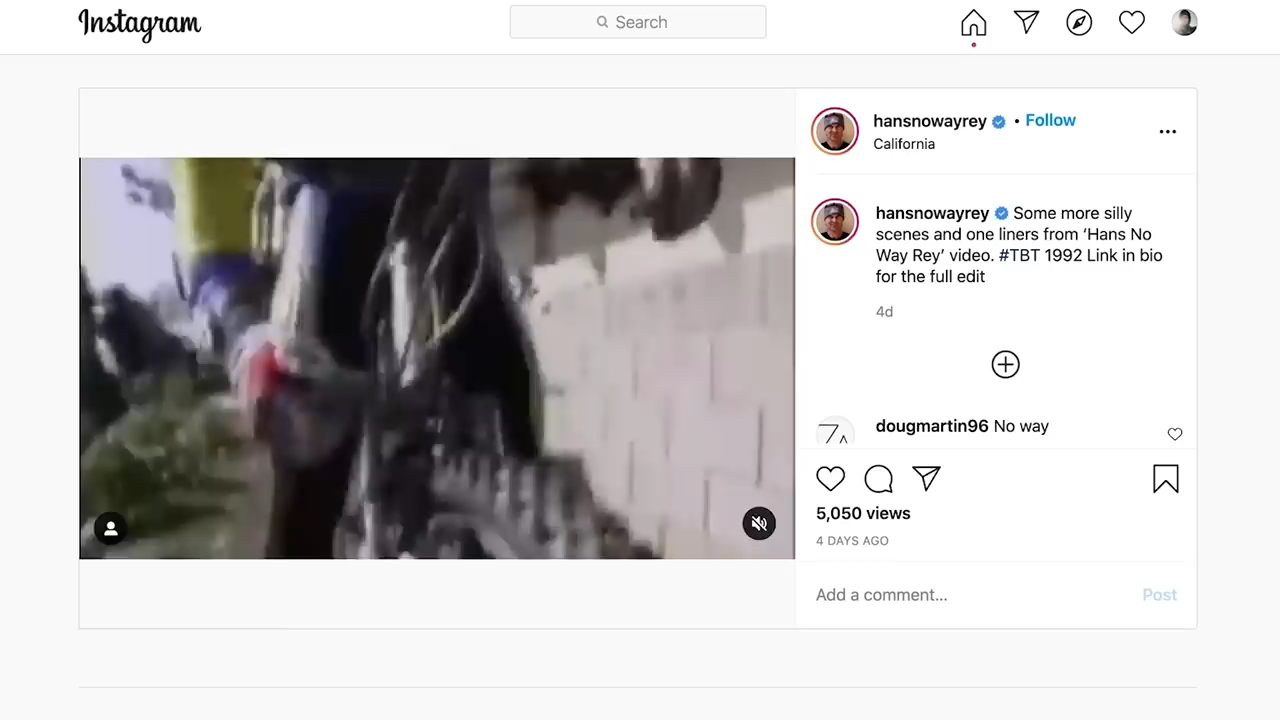 Instagram
Search
hansnowayrey • Follow
California
hansnowayrey Some more silly
scenes and one liners from ‘Hans No
Way Rey’ video. #TBT 1992 Link in bio
for the full edit
4d
dougmartin96 No way
5,050 views
4 DAYS AGO
Add a comment...
Post